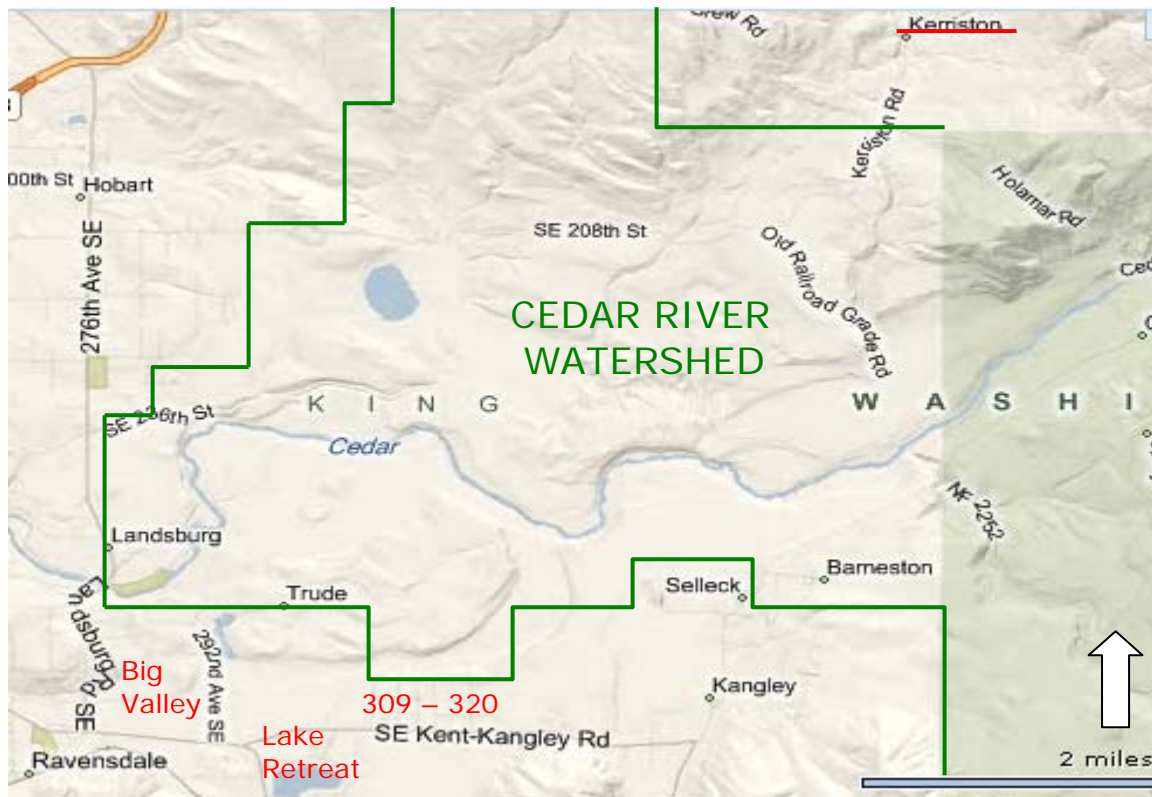 Kerriston
Kerriston Rd
00th St
Hobart
Holamar Rd
276th Ave SE
SE 208th St
Old Railroad Grade Rd
CEDAR RIVER
WATERSHED
KING
WASHI
SE 236th St
Cedar
NF 2252
Landsburg
Trude
Selleck
Barneston
Landsburg Rd SE
292nd Ave SE
Big
Valley
309 – 320
Kangley
Lake
Retreat
SE Kent-Kangley Rd
Ravensdale
2 miles